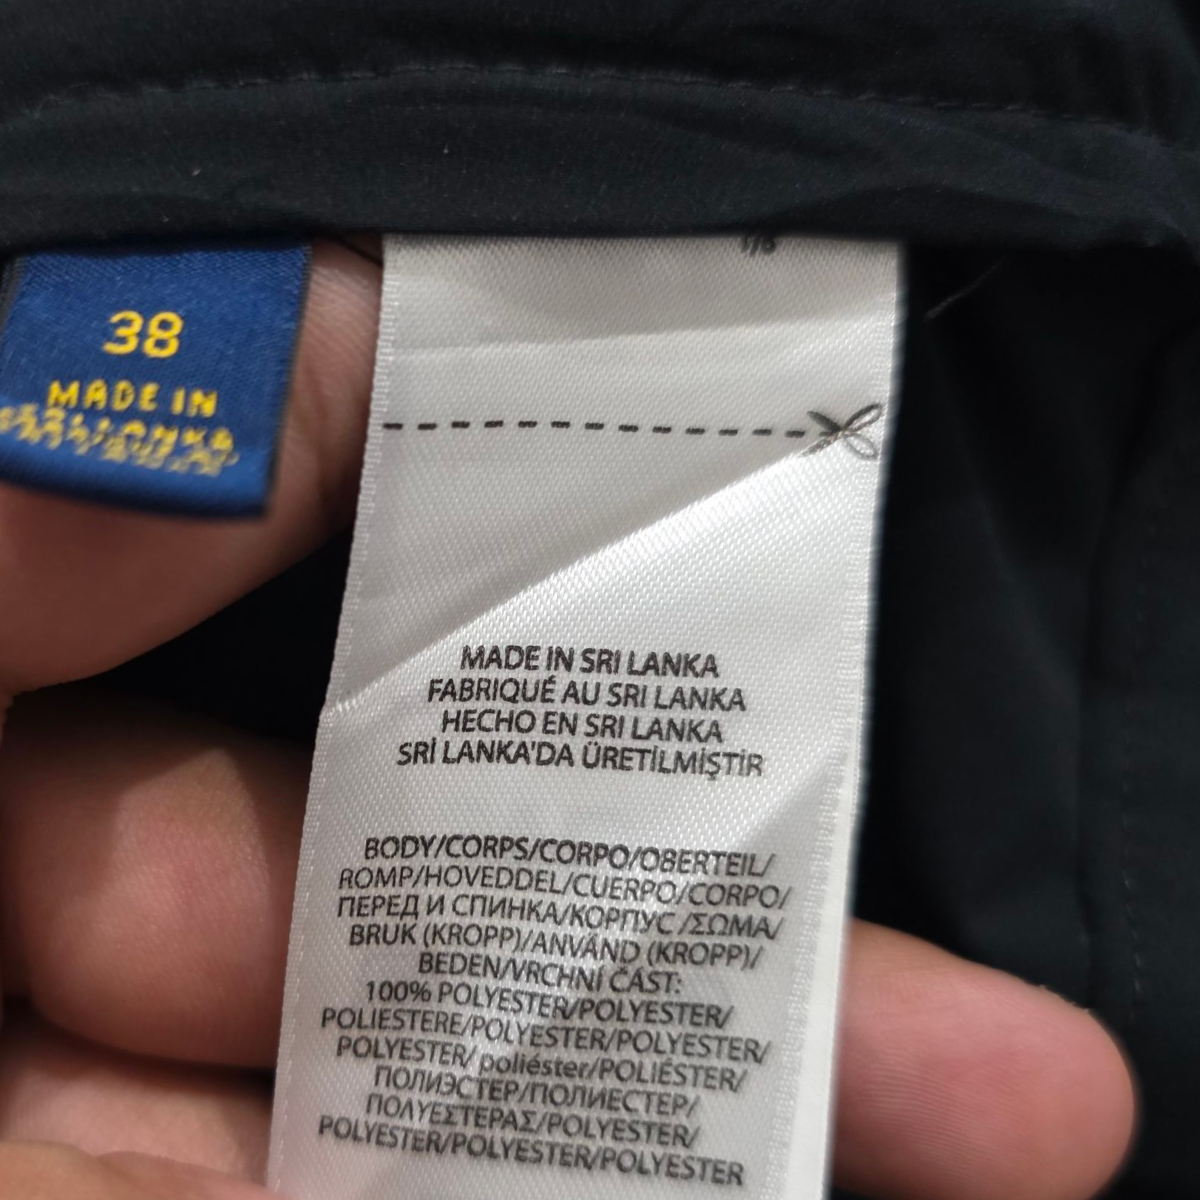 38
MADE IN
MADE IN SRI LANKA
FABRIQUÉ AU SRI LANKA
HECHO EN SRI LANKA
SRİ LANKA'DA ÜRETİLMİŞTİR
BODY/CORPS/CORPO/OBERTEIL/
ROMP/HOVEDDEL/CUERPO/CORPO/
ПЕРЕД И СПИНКА/КОРПУС /ΣΩΜΑ/
BRUK (KROPP)/ANVÄND (KROPP)/
BEDEN/VRCHNÍ ČÁST:
100% POLYESTER/POLYESTER/
POLIESTERE/POLYESTER/POLYESTER/
POLYESTER/ poliéster/POLIÉSTER/
ПОЛИЭСТЕР/ПОЛИЕСТЕР/
ΠΟΛΥΕΣΤΕΡΑΣ/POLYESTER/
POLYESTER/POLYESTER/POLYESTER